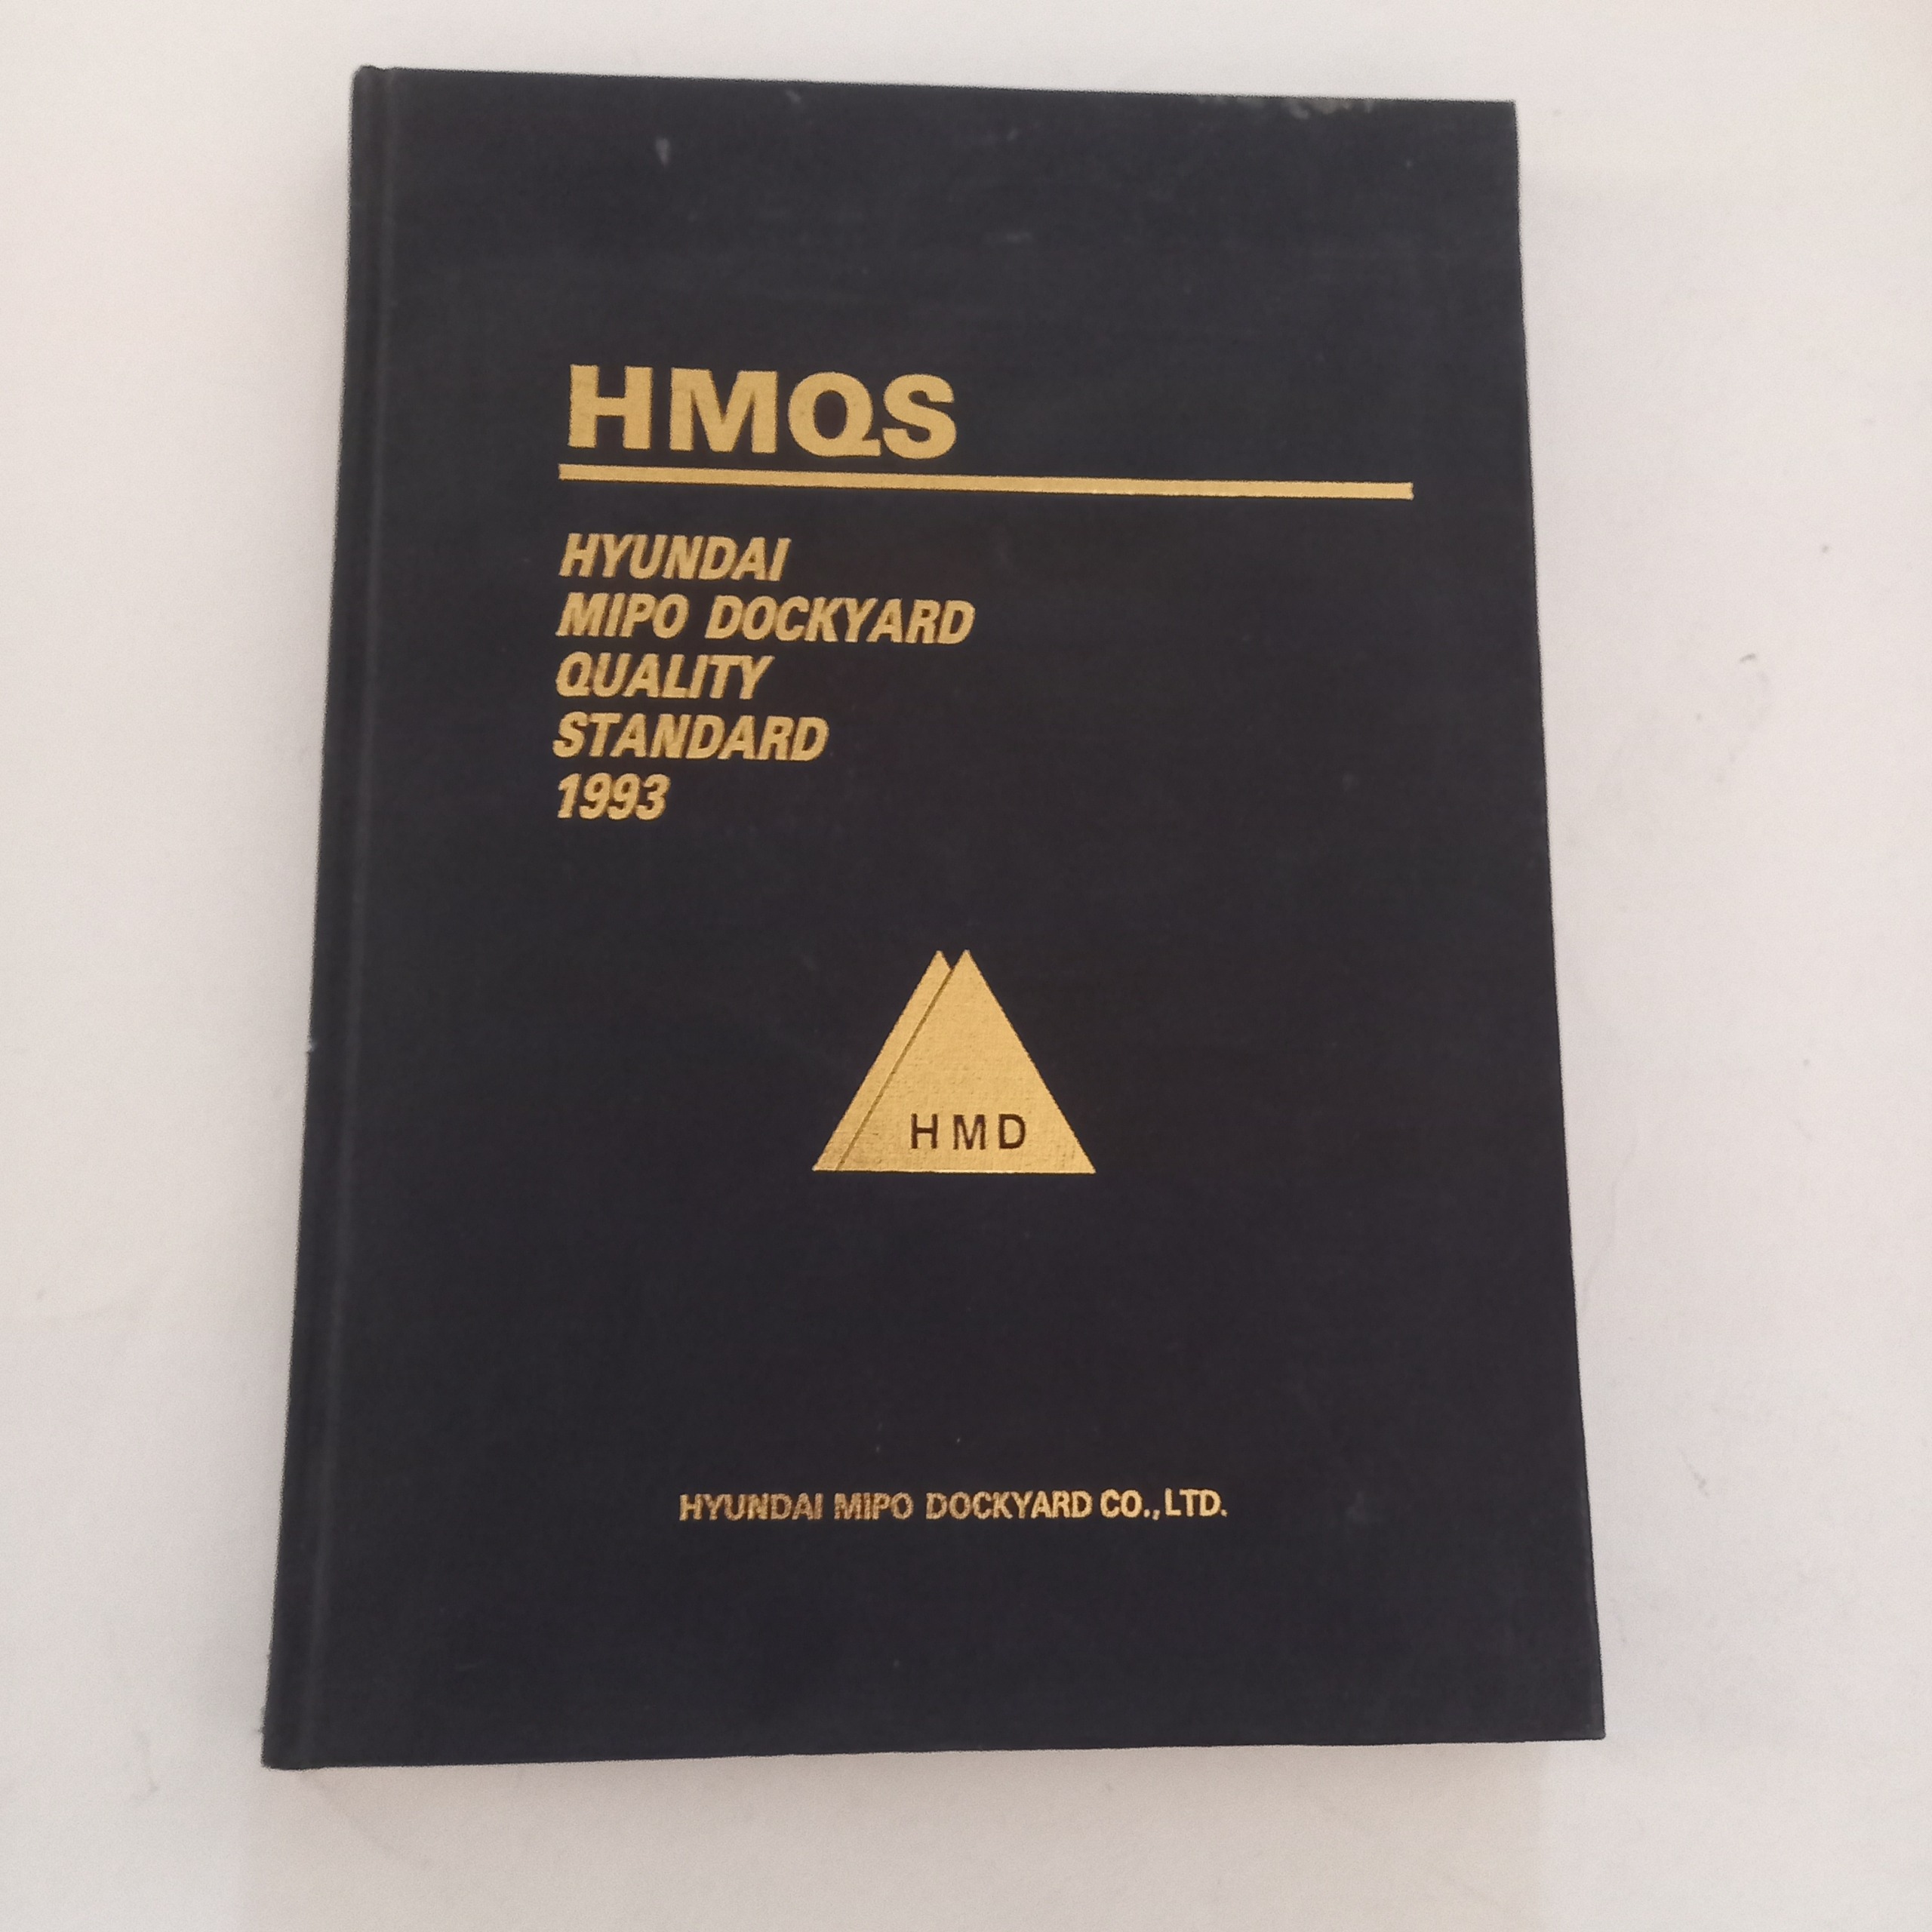 HMQS
HYUNDAI
MIPO DOCKYARD
QUALITY
STANDARD
1993
HMD
HYUNDAI MIPO DOCKYARD CO., LTD.